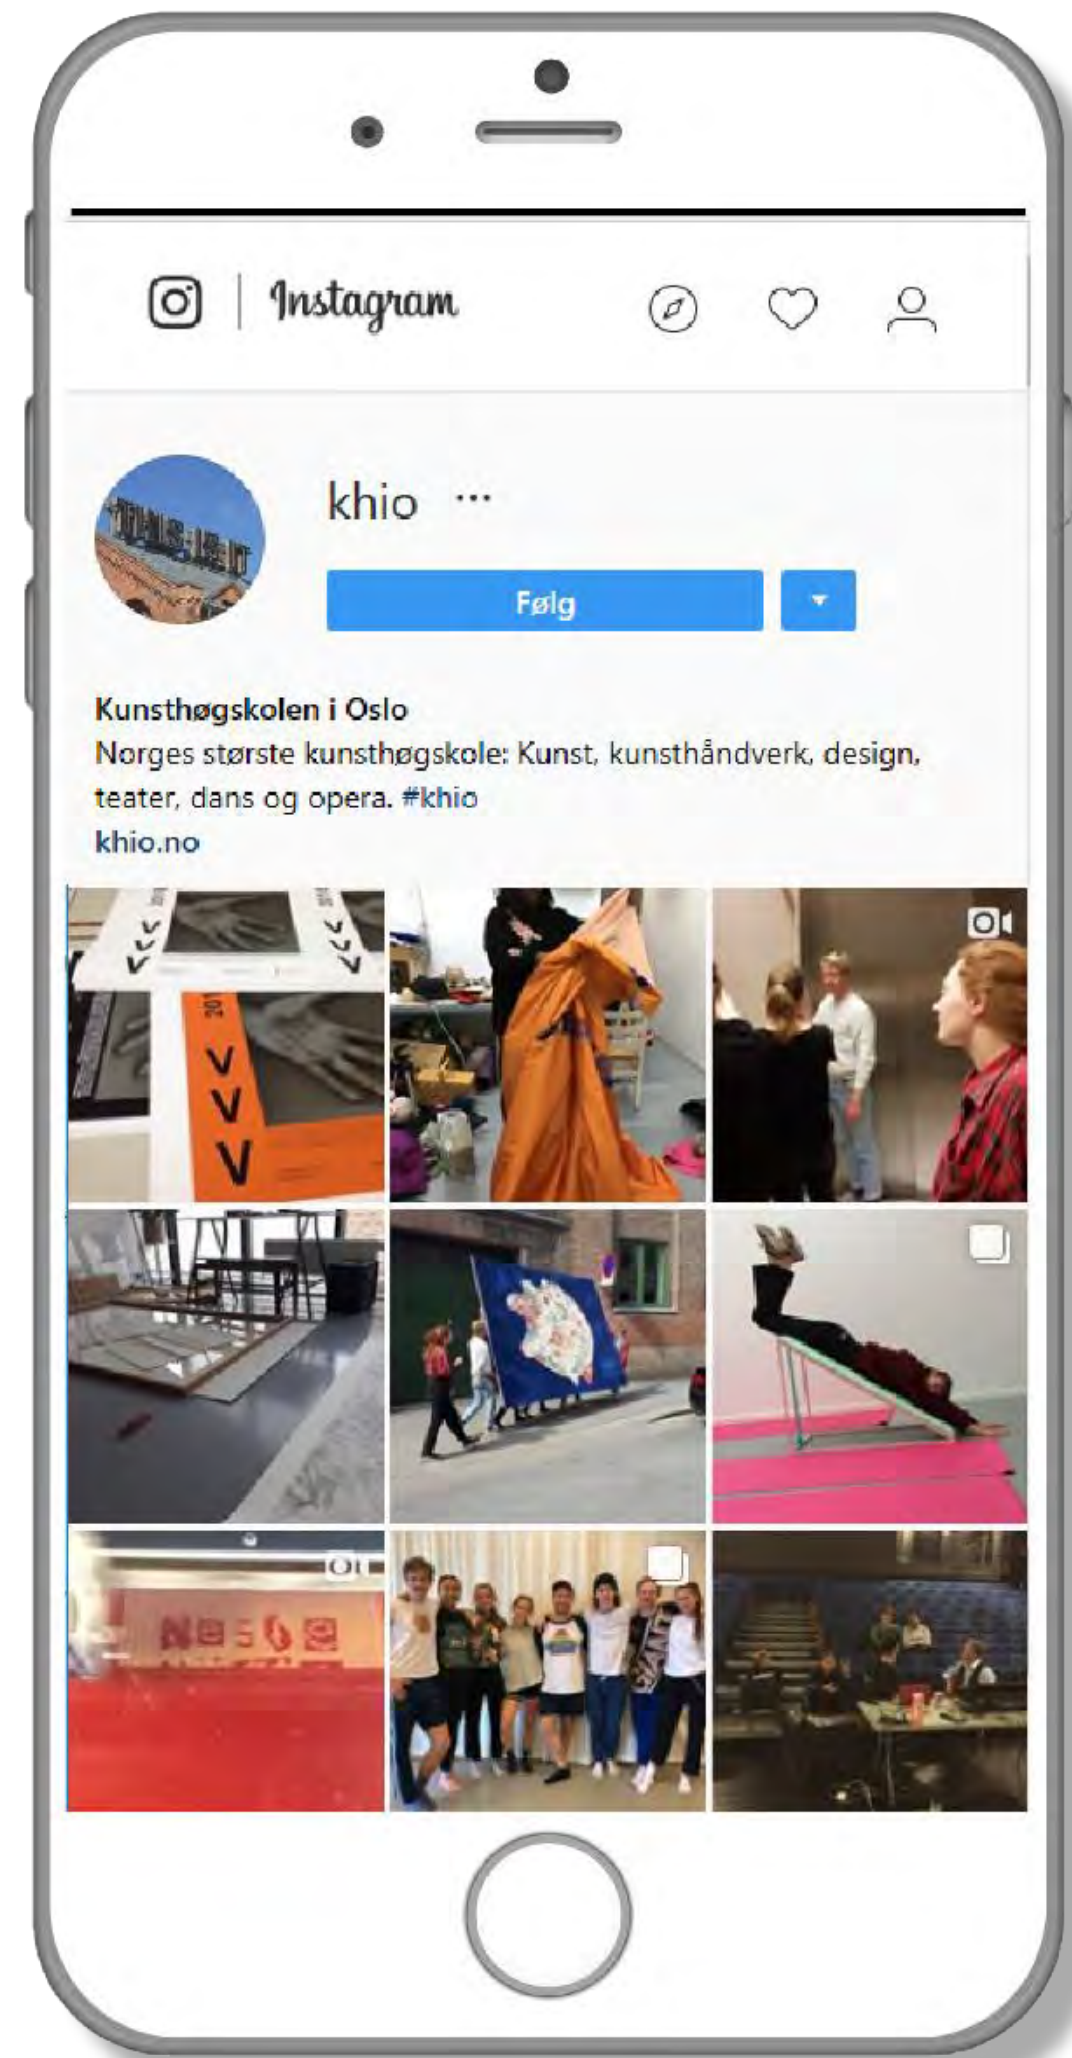 Instagram
khio ...
Følg
Kunsthøgskolen i Oslo
Norges største kunsthøgskole: Kunst, kunsthåndverk, design,
teater, dans og opera. #khio
khio.no
V
V
V